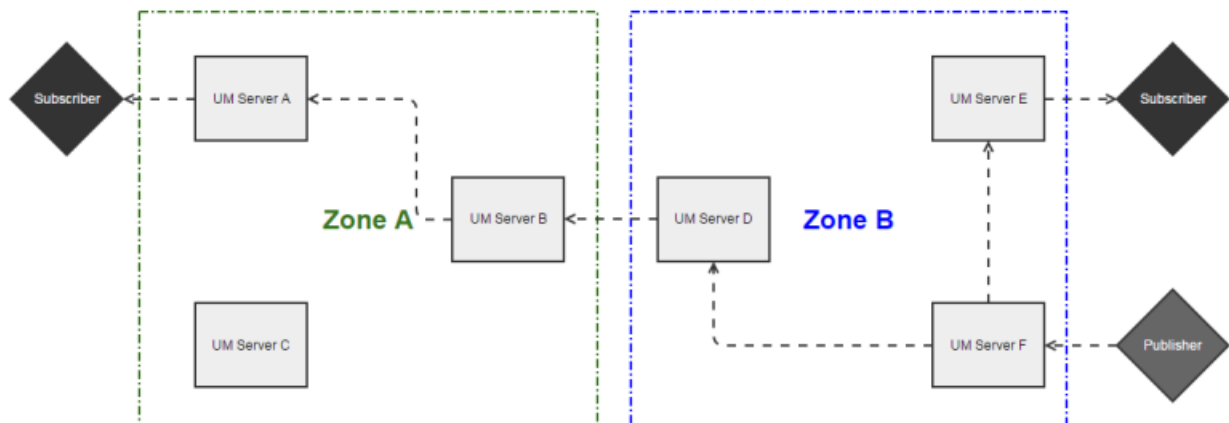 Subscriber
UM Server A
UM Server E
Subscriber
Zone A
UM Server B
UM Server D
Zone B
UM Server C
UM Server F
Publisher